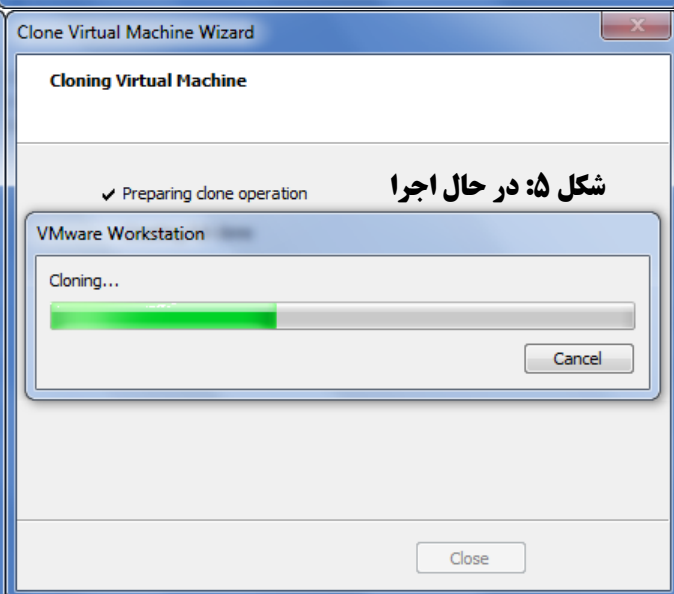 Clone Virtual Machine Wizard
Cloning Virtual Machine
شکل ۵: در حال اجرا
✔ Preparing clone operation
VMware Workstation
Cloning...
Cancel
Close